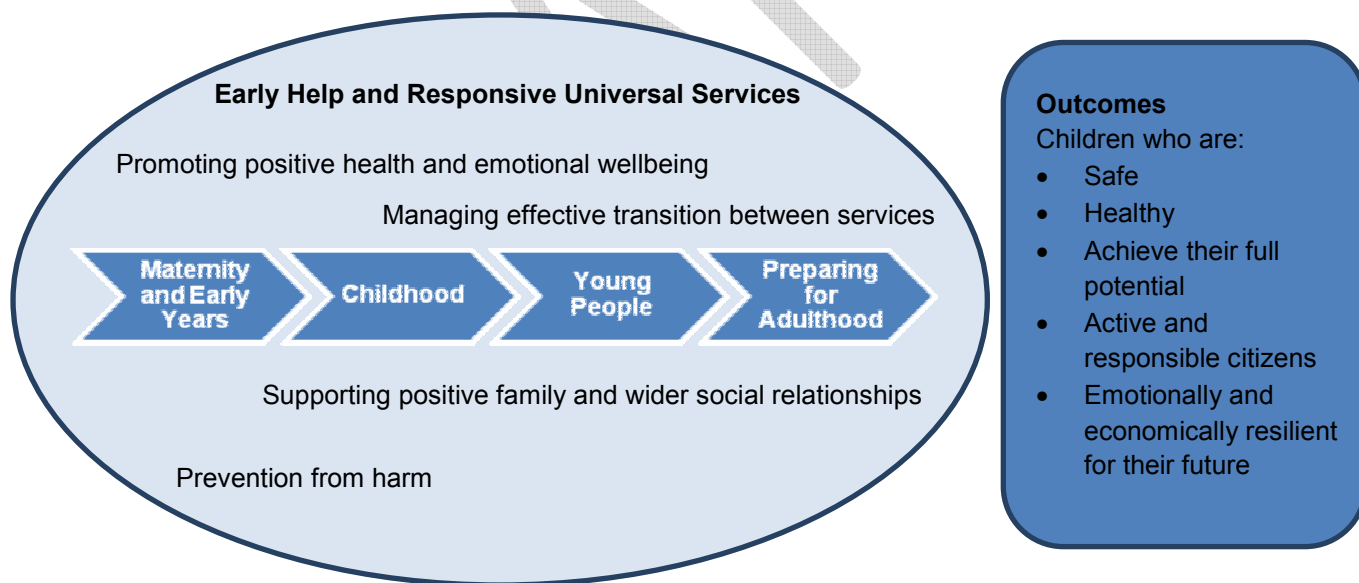 Early Help and Responsive Universal Services
Promoting positive health and emotional wellbeing
Managing effective transition between services
Maternity
and Early
Years
Childhood
Young
People
Preparing
for
Adulthood
Supporting positive family and wider social relationships
Prevention from harm
Outcomes
Children who are:
• Safe
• Healthy
• Achieve their full
potential
• Active and
responsible citizens
• Emotionally and
economically resilient
for their future